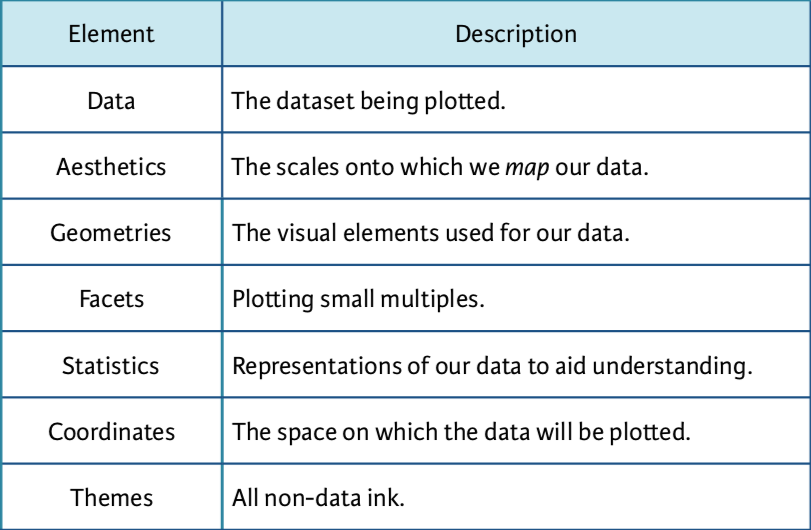 Element Description
Data The dataset being plotted.
Aesthetics The scales onto which we map our data.
Geometries The visual elements used for our data.
Facets Plotting small multiples.
Statistics Representations of our data to aid understanding.
Coordinates The space on which the data will be plotted.
Themes All non-data ink.